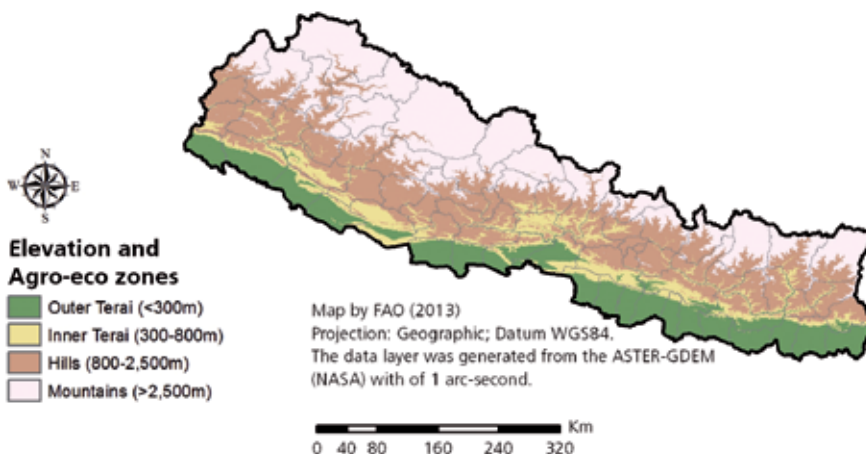 N
W E
S
Elevation and
Agro-eco zones
Outer Terai (<300m)
Inner Terai (300-800m)
Hills (800-2,500m)
Mountains (>2,500m)
Map by FAO (2013)
Projection: Geographic; Datum WGS84.
The data layer was generated from the ASTER-GDEM
(NASA) with of 1 arc-second.
Km
0 40 80 160 240 320